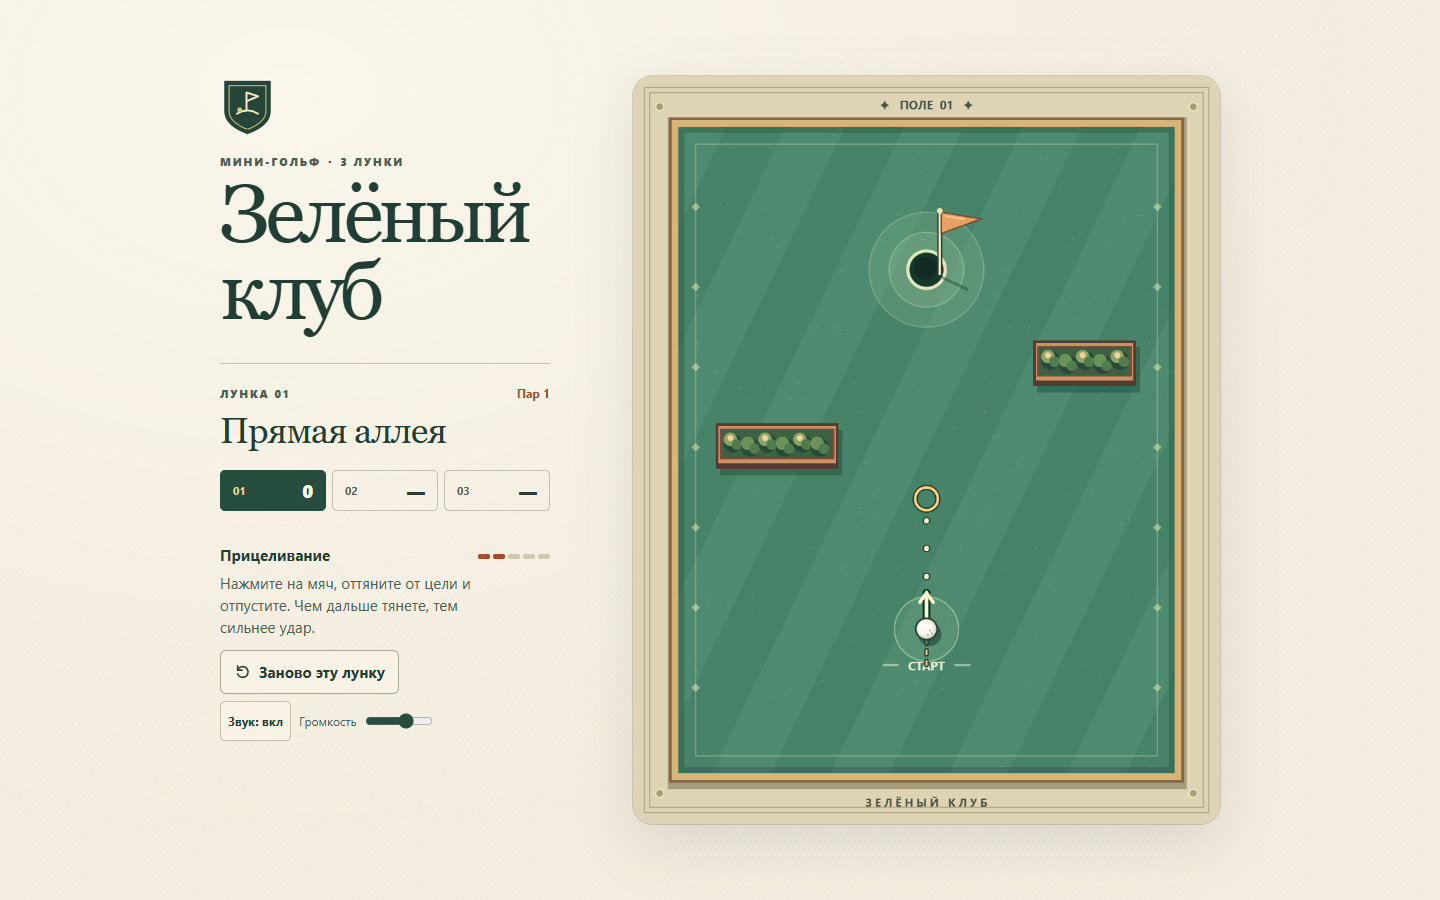 МИНИ-ГОЛЬФ · 3 ЛУНКИ
Зелёный
клуб
ЛУНКА 01
Пар 1
Прямая аллея
01 0
02 —
03 —
Прицеливание
Нажмите на мяч, оттяните от цели и
отпустите. Чем дальше тянете, тем
сильнее удар.
Заново эту лунку
Звук: вкл
Громкость
ПОЛЕ 01
СТАРТ
ЗЕЛЁНЫЙ КЛУБ